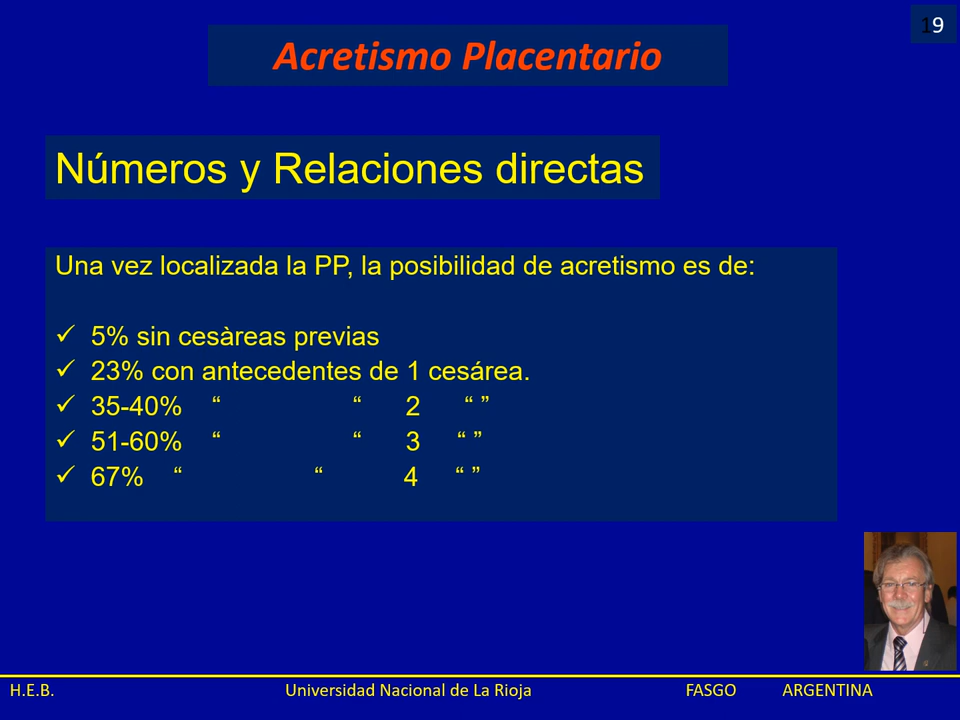 19
Acretismo Placentario
Números y Relaciones directas
Una vez localizada la PP, la posibilidad de acretismo es de:
✓ 5% sin cesàreas previas
✓ 23% con antecedentes de 1 cesárea.
✓ 35-40% “ “ 2 “ ”
✓ 51-60% “ “ 3 “ ”
✓ 67% “ “ 4 “ ”
H.E.B. Universidad Nacional de La Rioja FASGO ARGENTINA